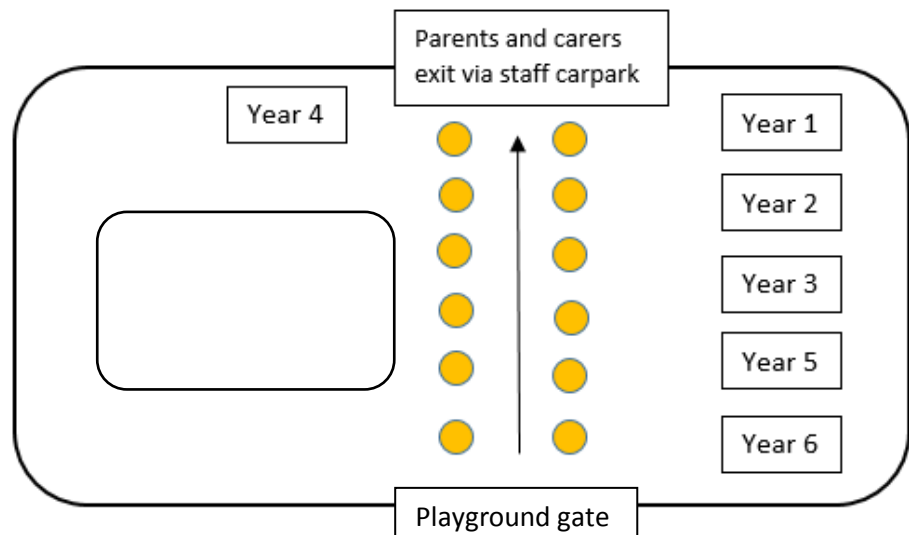 Parents and carers
exit via staff carpark
Year 4
Year 1
Year 2
Year 3
Year 5
Year 6
Playground gate